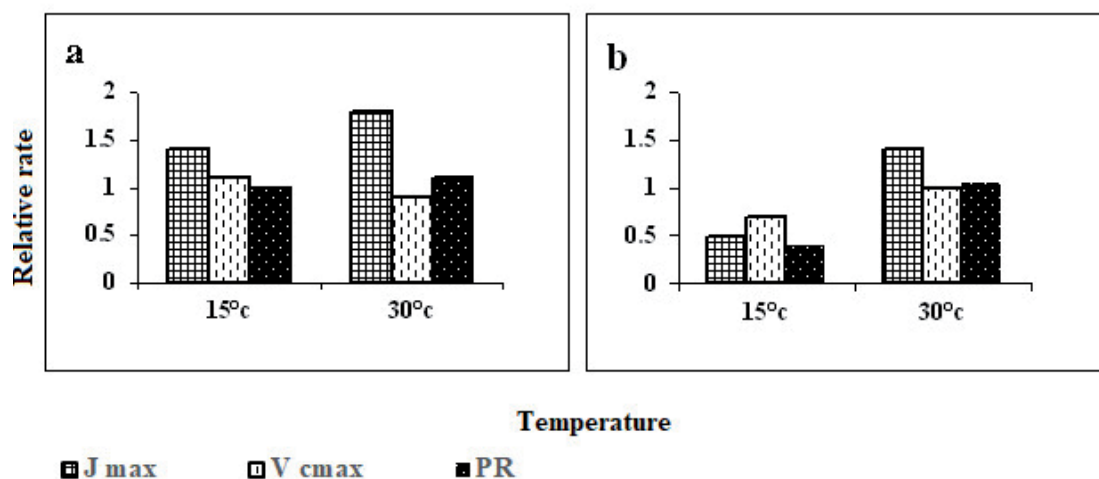 a
2
1.5
1
0.5
0
15°c
30°c
Relative rate
b
2
1.5
1
0.5
0
15°c
30°c
Temperature
J max
V cmax
PR